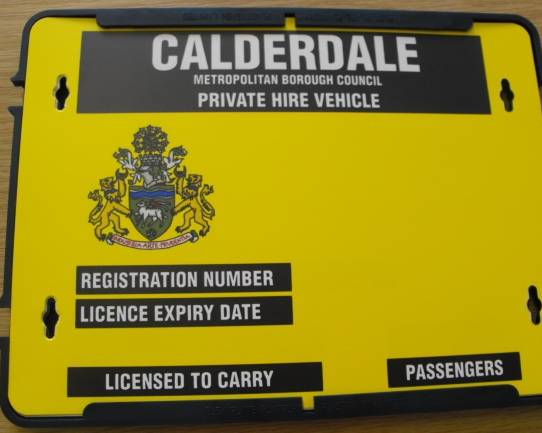 CALDERDALE
METROPOLITAN BOROUGH COUNCIL
PRIVATE HIRE VEHICLE
REGISTRATION NUMBER
LICENCE EXPIRY DATE
LICENSED TO CARRY
PASSENGERS